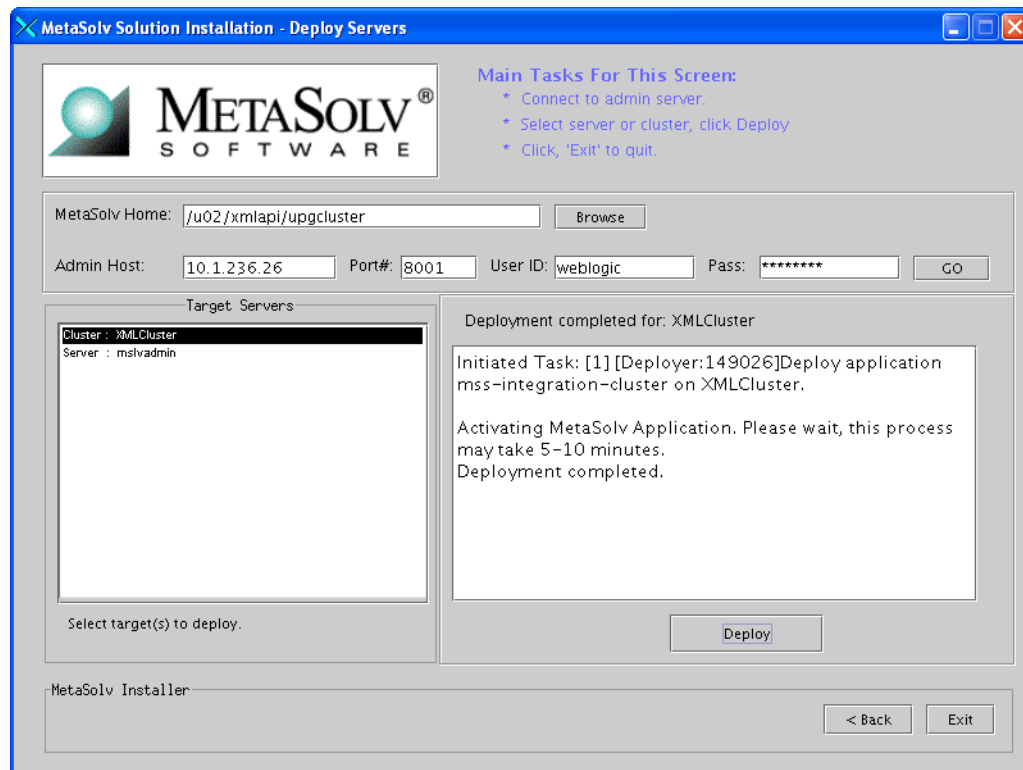 MetaSolv Solution Installation - Deploy Servers
METASOLV®
SOFTWARE
Main Tasks For This Screen:
* Connect to admin server.
* Select server or cluster, click Deploy
* Click, 'Exit' to quit.
MetaSolv Home: /u02/xmlapi/upgcluster Browse
Admin Host: 10.1.236.26 Port#: 8001 User ID: weblogic Pass: ******** GO
Target Servers
Cluster : XMLCluster
Server : mslvadmin
Select target(s) to deploy.
Deployment completed for: XMLCluster
Initiated Task: [1] [Deployer:149026]Deploy application
mss-integration-cluster on XMLCluster.
Activating MetaSolv Application. Please wait, this process
may take 5-10 minutes.
Deployment completed.
Deploy
MetaSolv Installer
< Back Exit